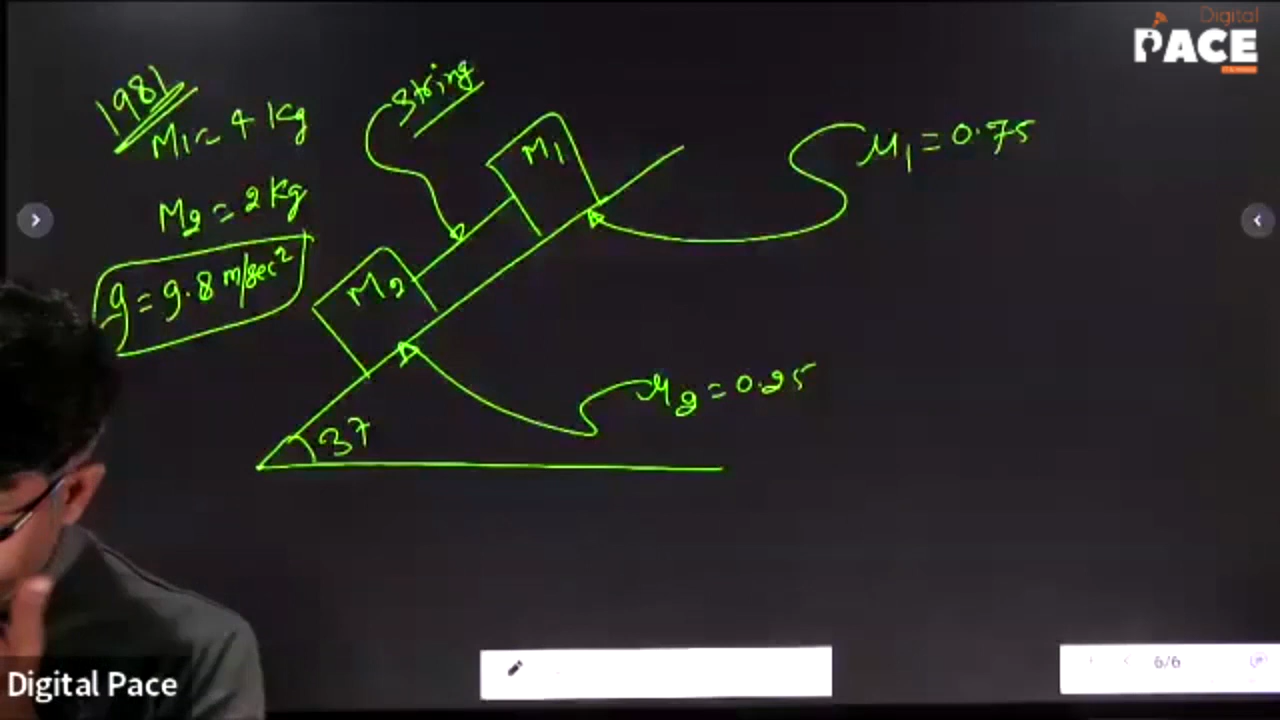 1981
M1 = 4 Kg
M2 = 2 Kg
g = 9.8 m/sec²
String
M1
M2
μ1 = 0.75
μ2 = 0.25
37
Digital
PACE
6/6
Digital Pace